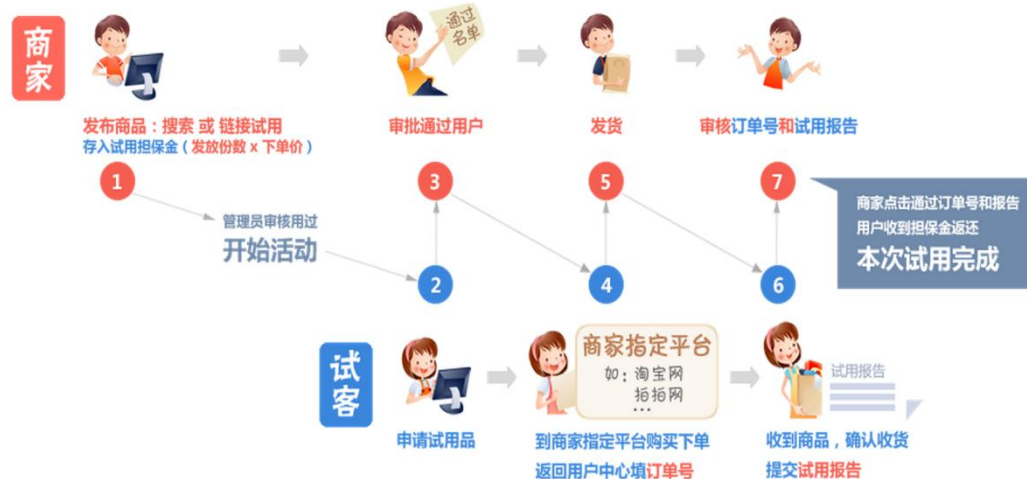 商家
通过
名单
发布商品：搜索 或 链接试用
存入试用担保金（发放份数 x 下单价）
审批通过用户
发货
审核订单号和试用报告
1
3
5
7
管理员审核用过
开始活动
商家点击通过订单号和报告
用户收到担保金返还
本次试用完成
2
4
6
试客
商家指定平台
如：淘宝网
拍拍网
...
试用报告
申请试用品
到商家指定平台购买下单
返回用户中心填订单号
收到商品，确认收货
提交试用报告